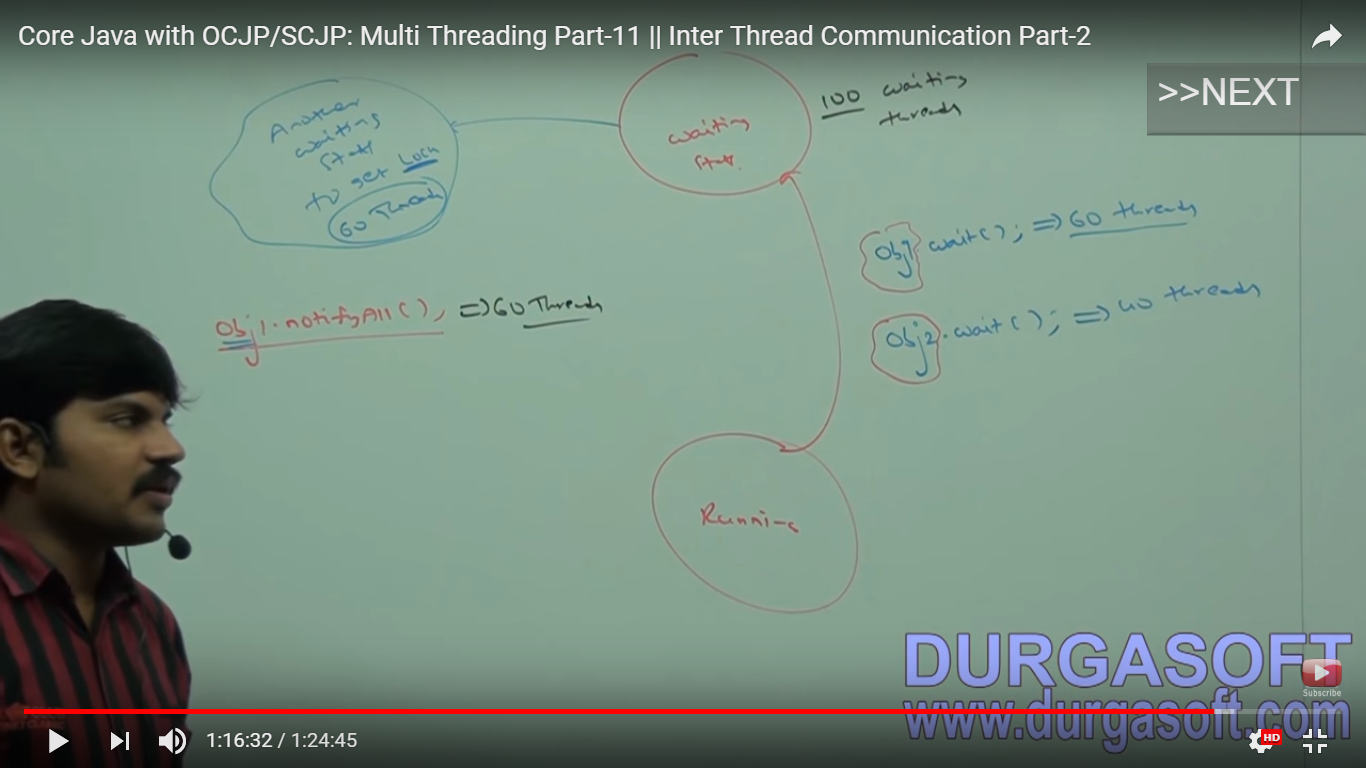 Core Java with OCJP/SCJP: Multi Threading Part-11 || Inter Thread Communication Part-2
>>NEXT
100 waiting
threads
Another
waiting
State
to get Lock
60 Threads
waiting
State
obj1.wait(); => 60 threads
obj2.wait(); => 40 threads
obj1.notifyAll(); => 60 Threads
Running
DURGASOFT
Subscribe
www.durgasoft.com
1:16:32 / 1:24:45
HD